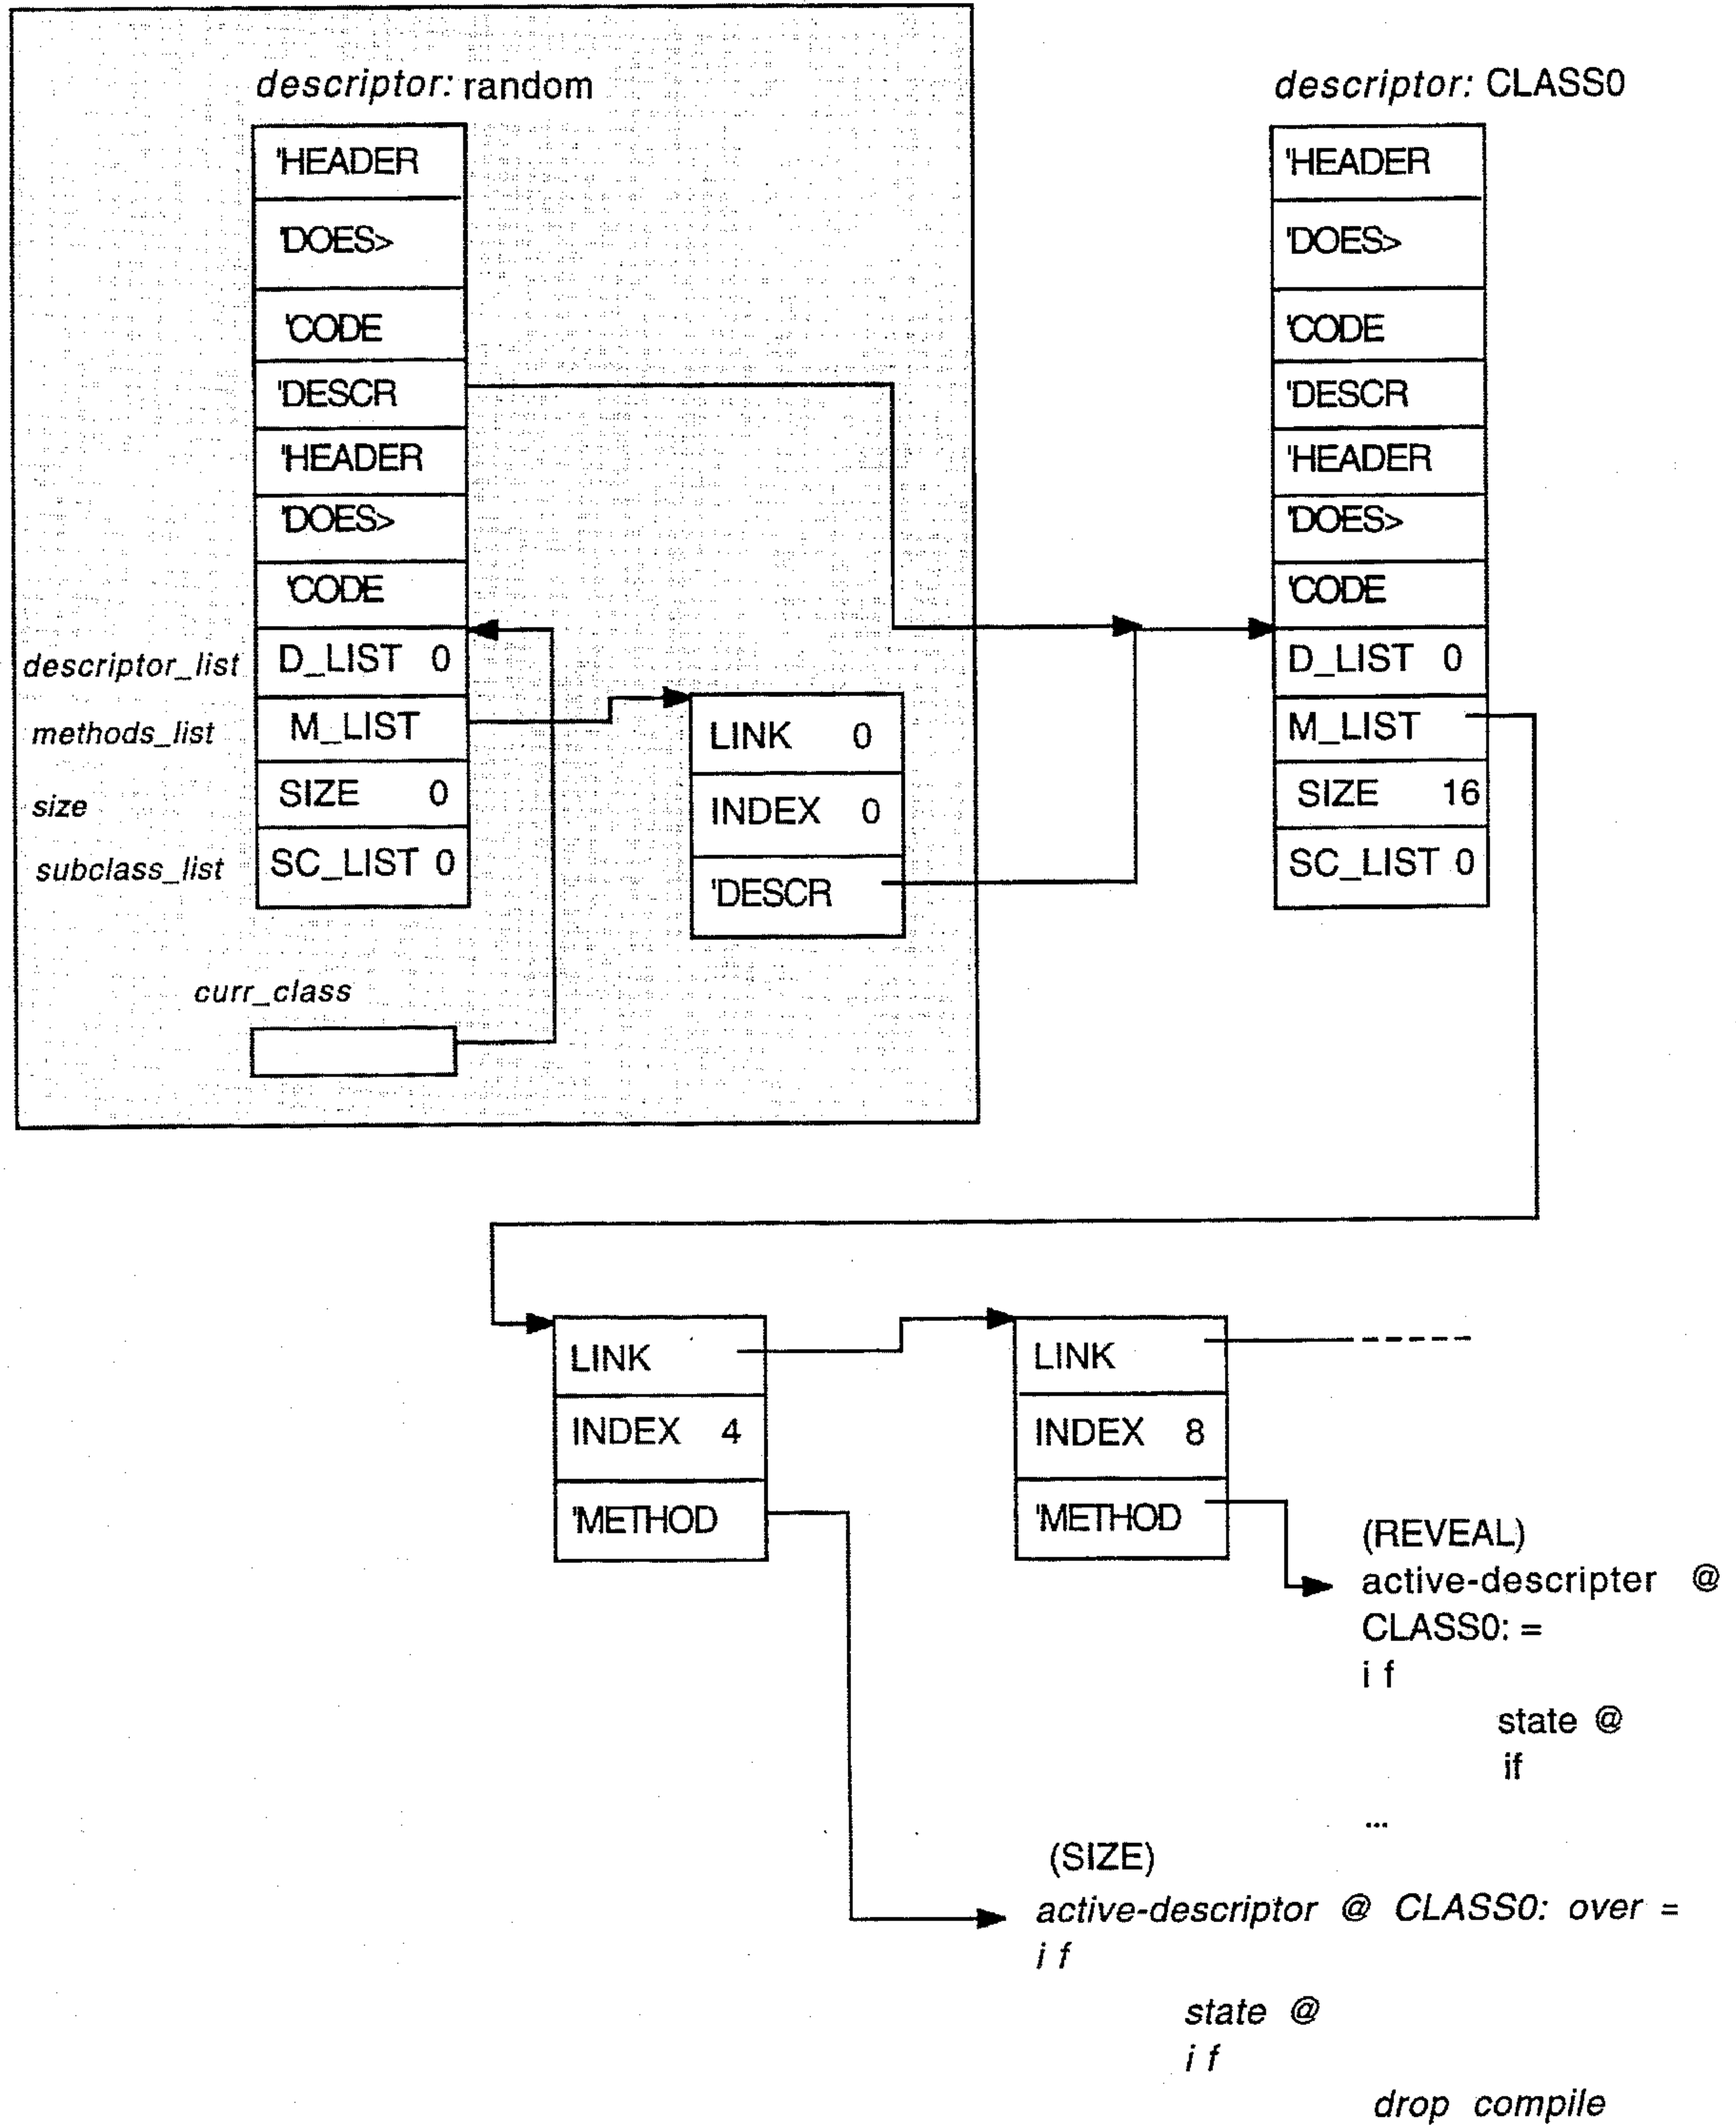 descriptor: random
'HEADER
'DOES>
'CODE
'DESCR
'HEADER
'DOES>
'CODE
descriptor_list D_LIST 0
methods_list M_LIST
size SIZE 0
subclass_list SC_LIST 0
curr_class
LINK 0
INDEX 0
'DESCR
descriptor: CLASS0
'HEADER
'DOES>
'CODE
'DESCR
'HEADER
'DOES>
'CODE
D_LIST 0
M_LIST
SIZE 16
SC_LIST 0
LINK
INDEX 4
'METHOD
LINK
INDEX 8
'METHOD
(REVEAL)
active-descripter @
CLASS0: =
i f
state @
if
...
(SIZE)
active-descriptor @ CLASS0: over =
i f
state @
i f
drop compile